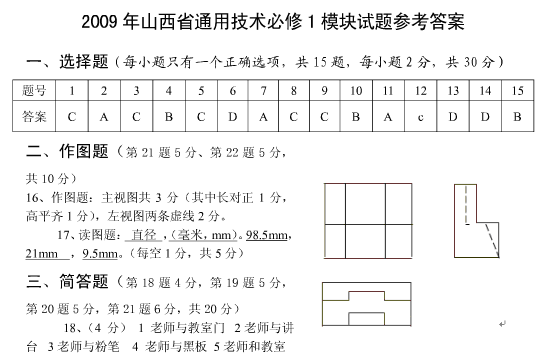 2009 年山西省通用技术必修 1 模块试题参考答案
一、选择题（每小题只有一个正确选项，共 15 题，每小题 2 分，共 30 分）
题号 1 2 3 4 5 6 7 8 9 10 11 12 13 14 15
答案 C A C B C D A C C B A c D D B
二、作图题（第 21 题 5 分、第 22 题 5 分，
共 10 分）
16、作图题：主视图共 3 分（其中长对正 1 分，
高平齐 1 分），左视图两条虚线 2 分。
17、读图题： 直径 ，（毫米，mm）。98.5mm，
21mm ，9.5mm。（每空 1 分，共 5 分）
三、简答题（第 18 题 4 分，第 19 题 5 分，
第 20 题 5 分，第 21 题 6 分，共 20 分）
18、（4 分） 1 老师与教室门 2 老师与讲
台 3 老师与粉笔 4 老师与黑板 5 老师和教室